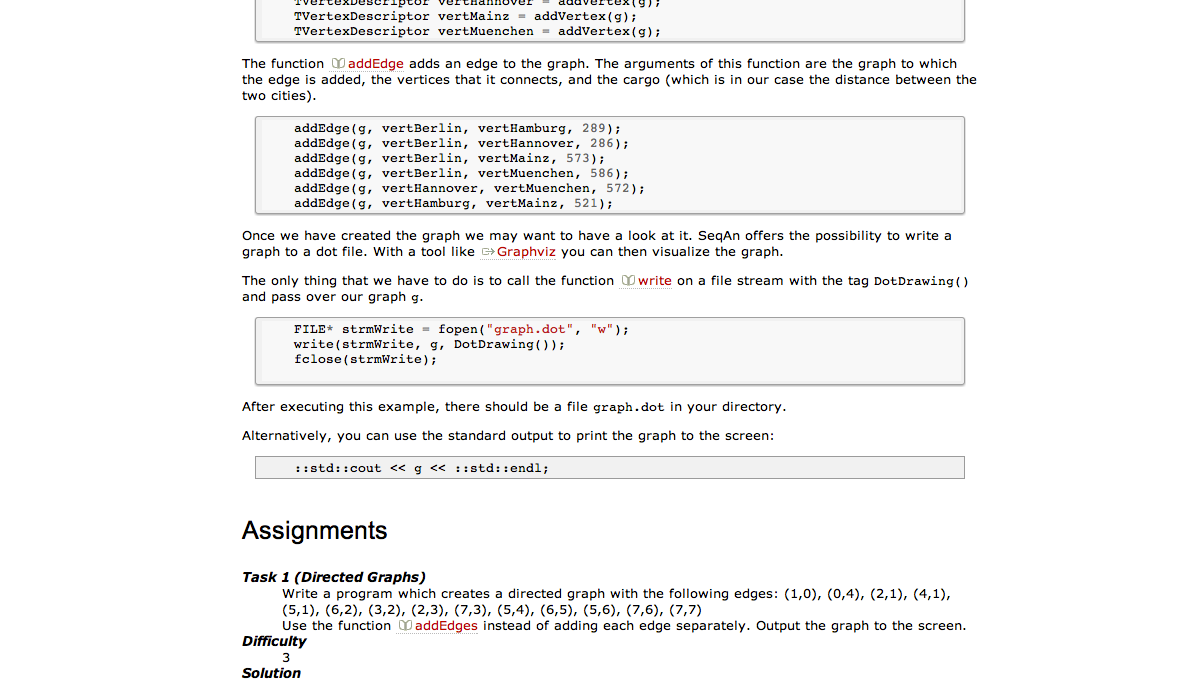 TVertexDescriptor vertHannover = addVertex(g);
TVertexDescriptor vertMainz = addVertex(g);
TVertexDescriptor vertMuenchen = addVertex(g);
The function addEdge adds an edge to the graph. The arguments of this function are the graph to which
the edge is added, the vertices that it connects, and the cargo (which is in our case the distance between the
two cities).
addEdge(g, vertBerlin, vertHamburg, 289);
addEdge(g, vertBerlin, vertHannover, 286);
addEdge(g, vertBerlin, vertMainz, 573);
addEdge(g, vertBerlin, vertMuenchen, 586);
addEdge(g, vertHannover, vertMuenchen, 572);
addEdge(g, vertHamburg, vertMainz, 521);
Once we have created the graph we may want to have a look at it. SeqAn offers the possibility to write a
graph to a dot file. With a tool like Graphviz you can then visualize the graph.
The only thing that we have to do is to call the function write on a file stream with the tag DotDrawing()
and pass over our graph g.
FILE* strmWrite = fopen("graph.dot", "w");
write(strmWrite, g, DotDrawing());
fclose(strmWrite);
After executing this example, there should be a file graph.dot in your directory.
Alternatively, you can use the standard output to print the graph to the screen:
::std::cout << g << ::std::endl;
Assignments
Task 1 (Directed Graphs)
Write a program which creates a directed graph with the following edges: (1,0), (0,4), (2,1), (4,1),
(5,1), (6,2), (3,2), (2,3), (7,3), (5,4), (6,5), (5,6), (7,6), (7,7)
Use the function addEdges instead of adding each edge separately. Output the graph to the screen.
Difficulty
3
Solution